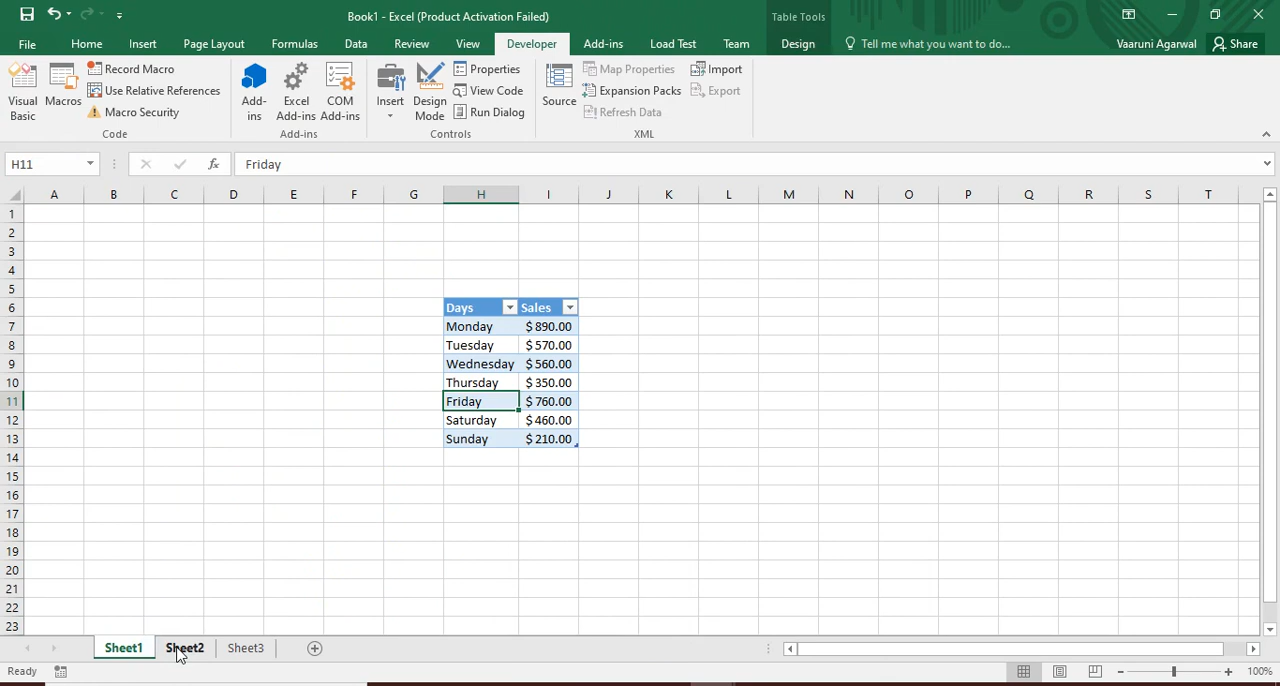 Book1 - Excel (Product Activation Failed)
Table Tools
File Home Insert Page Layout Formulas Data Review View Developer Add-ins Load Test Team Design Tell me what you want to do... Vaaruni Agarwal Share
Visual Basic
Macros
Record Macro
Use Relative References
Macro Security
Code
Add-ins
Excel Add-ins
COM Add-ins
Add-ins
Insert
Design Mode
Properties
View Code
Run Dialog
Controls
Source
Map Properties
Expansion Packs
Refresh Data
Import
Export
XML
H11 fx Friday
A B C D E F G H I J K L M N O P Q R S T
1
2
3
4
5
6 Days Sales
7 Monday $ 890.00
8 Tuesday $ 570.00
9 Wednesday $ 560.00
10 Thursday $ 350.00
11 Friday $ 760.00
12 Saturday $ 460.00
13 Sunday $ 210.00
14
15
16
17
18
19
20
21
22
23
Sheet1 Sheet2 Sheet3
Ready 100%